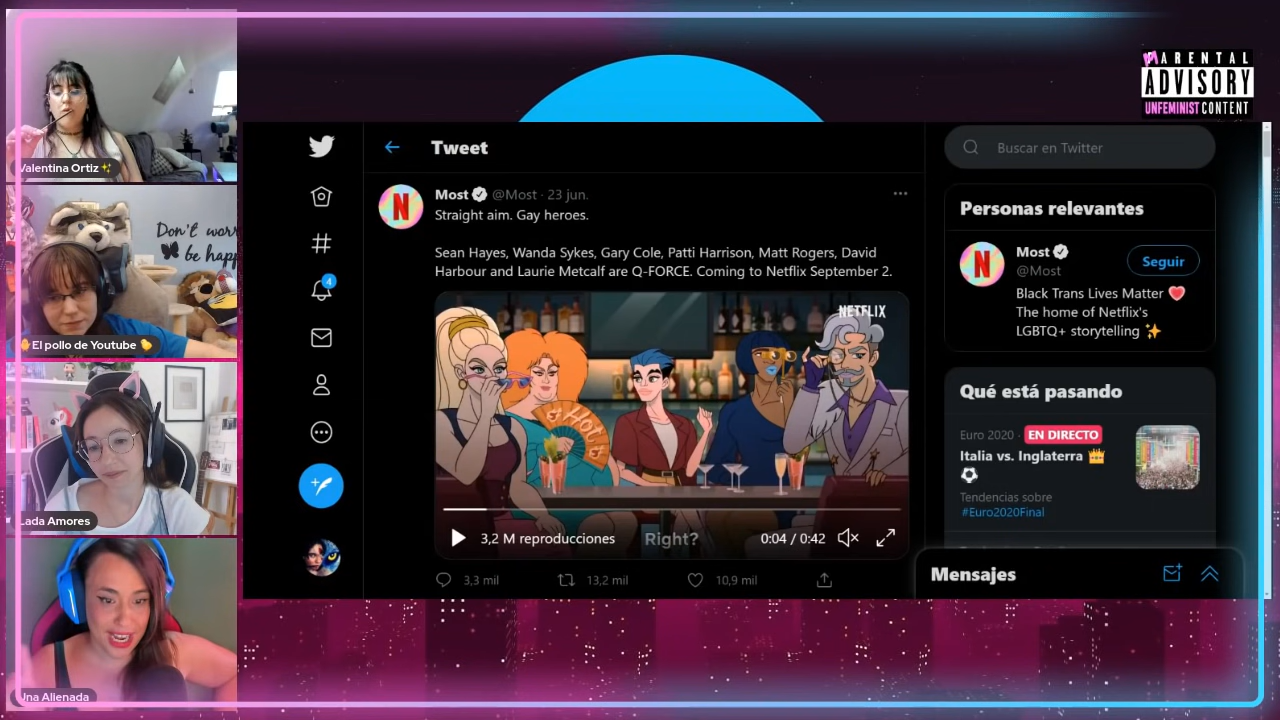 Valentina Ortiz✨
Don't worr
be happ
🐥El pollo de Youtube 🐤
Lada Amores
Una Alienada
PARENTAL
ADVISORY
UNFEMINIST CONTENT
Tweet
Most @Most · 23 jun.
Straight aim. Gay heroes.
Sean Hayes, Wanda Sykes, Gary Cole, Patti Harrison, Matt Rogers, David
Harbour and Laurie Metcalf are Q-FORCE. Coming to Netflix September 2.
N
NETFLIX
Hot
3,2 M reproducciones
Right?
0:04 / 0:42
3,3 mil
13,2 mil
10,9 mil
4
Buscar en Twitter
Personas relevantes
N
Most
@Most
Seguir
Black Trans Lives Matter ❤️
The home of Netflix's
LGBTQ+ storytelling ✨
Qué está pasando
Euro 2020 · EN DIRECTO
Italia vs. Inglaterra 👑
⚽
Tendencias sobre
#Euro2020Final
Mensajes